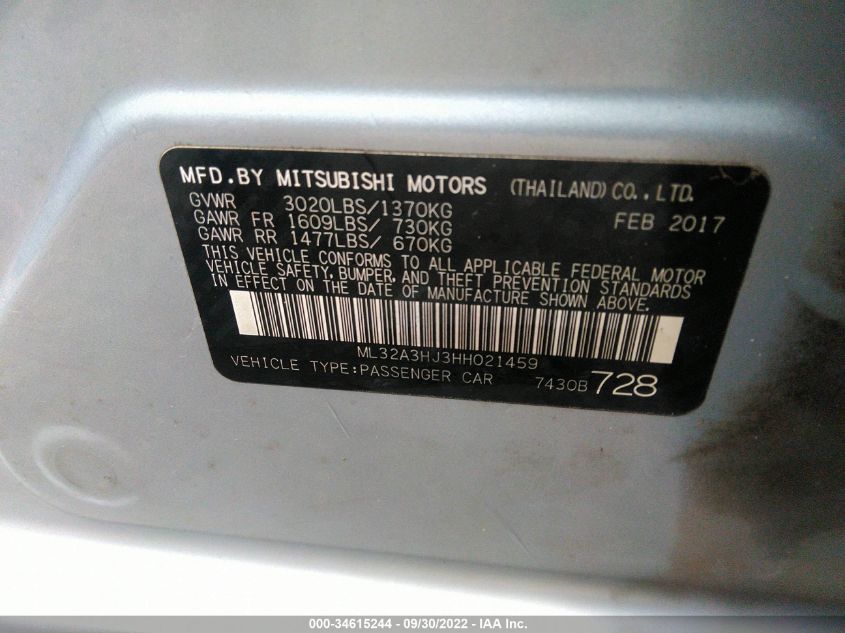 MFD.BY MITSUBISHI MOTORS (THAILAND)CO.,LTD.
GVWR 3020LBS/1370KG FEB 2017
GAWR FR 1609LBS/ 730KG
GAWR RR 1477LBS/ 670KG
THIS VEHICLE CONFORMS TO ALL APPLICABLE FEDERAL MOTOR
VEHICLE SAFETY, BUMPER, AND THEFT PREVENTION STANDARDS
IN EFFECT ON THE DATE OF MANUFACTURE SHOWN ABOVE.
ML32A3HJ3HH021459
VEHICLE TYPE:PASSENGER CAR 7430B 728
000-34615244 - 09/30/2022 - IAA Inc.